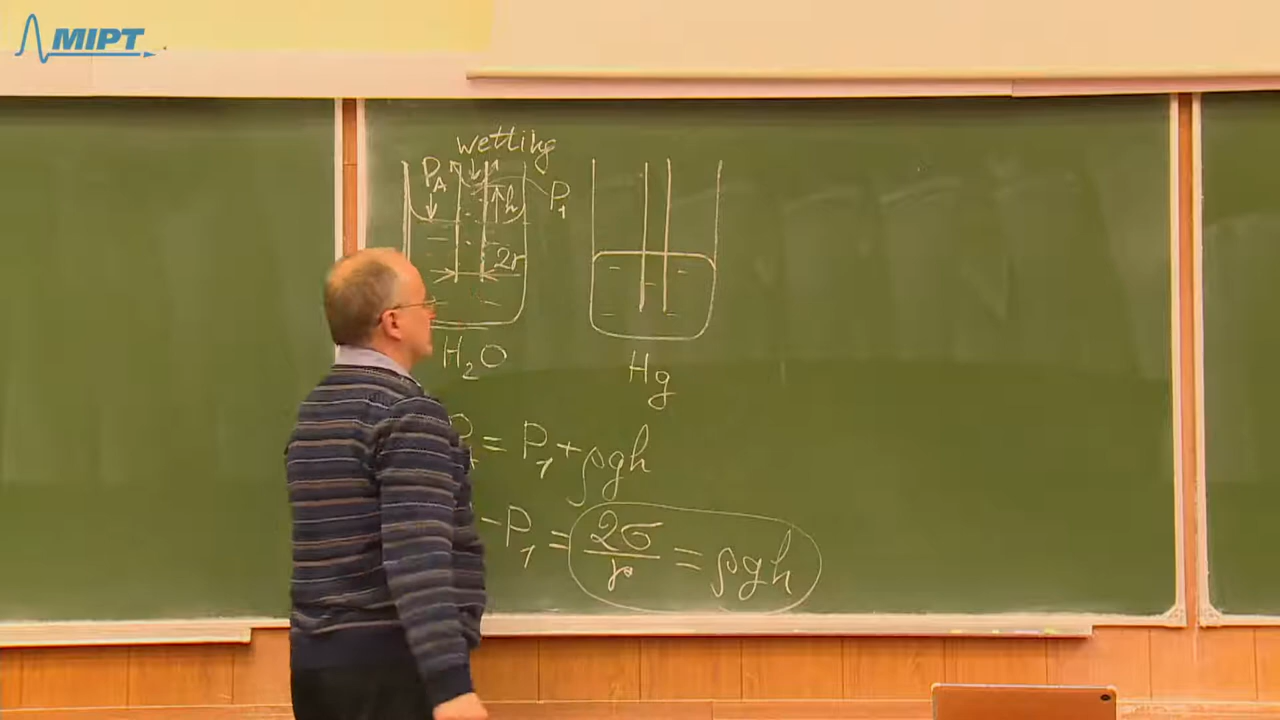 MIPT
wetting
P_A
h
P_1
2r
H_2O
Hg
= P_1 + ρgh
- P_1 = 2σ/r = ρgh